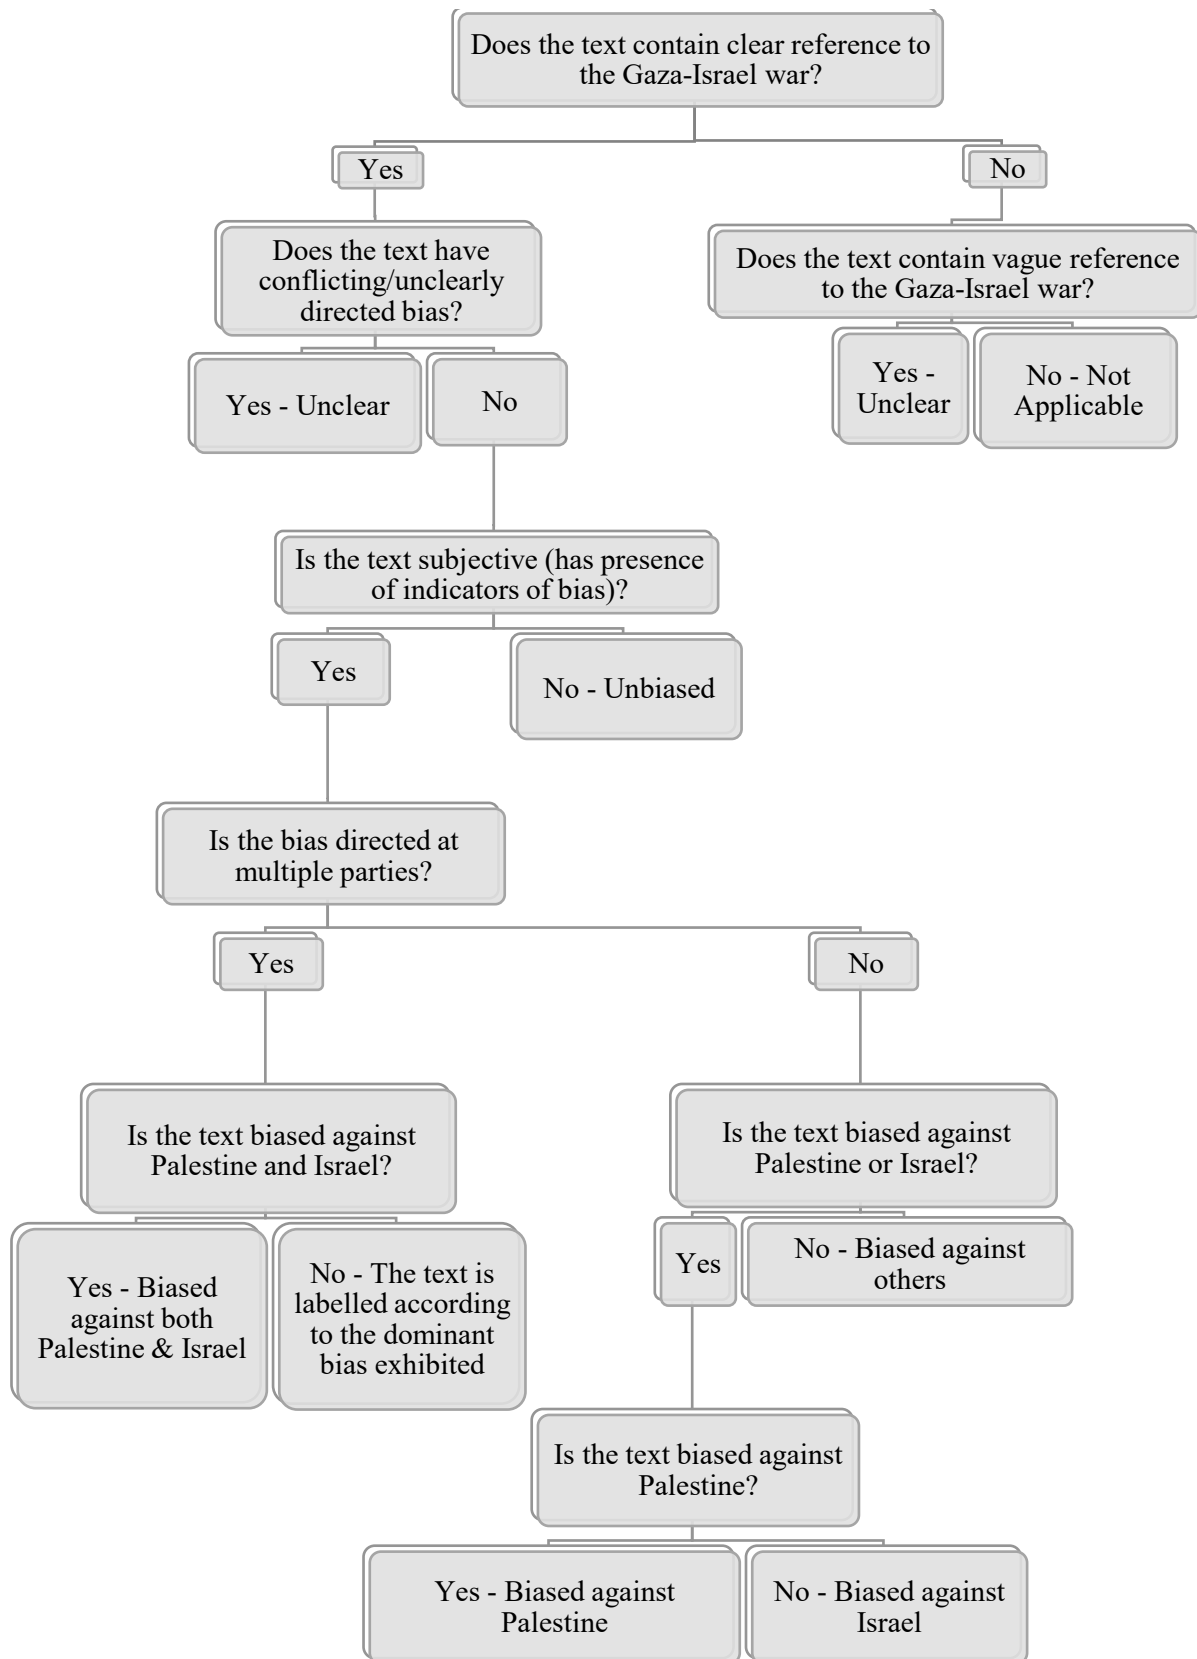 Does the text contain clear reference to
the Gaza-Israel war?
Yes
No
Does the text have
conflicting/unclearly
directed bias?
Does the text contain vague reference
to the Gaza-Israel war?
Yes - Unclear
No
Yes -
Unclear
No - Not
Applicable
Is the text subjective (has presence
of indicators of bias)?
Yes
No - Unbiased
Is the bias directed at
multiple parties?
Yes
No
Is the text biased against
Palestine and Israel?
Is the text biased against
Palestine or Israel?
Yes - Biased
against both
Palestine & Israel
No - The text is
labelled according
to the dominant
bias exhibited
Yes
No - Biased against
others
Is the text biased against
Palestine?
Yes - Biased against
Palestine
No - Biased against
Israel